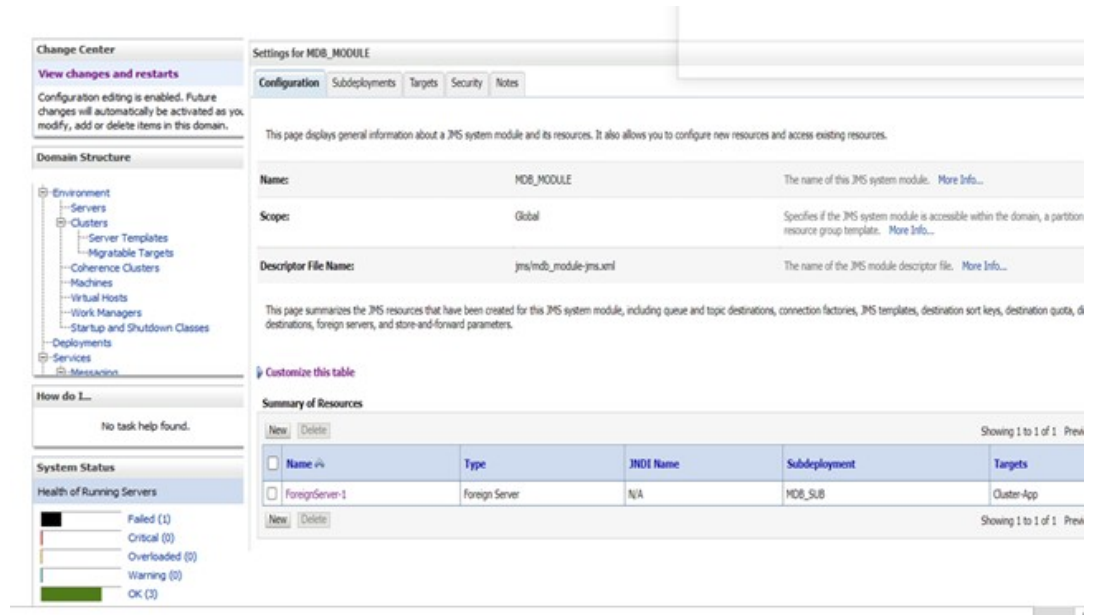 Change Center
View changes and restarts
Configuration editing is enabled. Future
changes will automatically be activated as you
modify, add or delete items in this domain.
Domain Structure
Environment
Servers
Clusters
Server Templates
Migratable Targets
Coherence Clusters
Machines
Virtual Hosts
Work Managers
Startup and Shutdown Classes
Deployments
Services
Messaging
How do I...
No task help found.
System Status
Health of Running Servers
Failed (1)
Critical (0)
Overloaded (0)
Warning (0)
OK (3)
Settings for MDB_MODULE
Configuration Subdeployments Targets Security Notes
This page displays general information about a JMS system module and its resources. It also allows you to configure new resources and access existing resources.
Name: MDB_MODULE The name of this JMS system module. More Info...
Scope: Global Specifies if the JMS system module is accessible within the domain, a partition
resource group template. More Info...
Descriptor File Name: jms/mdb_module-jms.xml The name of the JMS module descriptor file. More Info...
This page summarizes the JMS resources that have been created for this JMS system module, including queue and topic destinations, connection factories, JMS templates, destination sort keys, destination quota, di
destinations, foreign servers, and store-and-forward parameters.
Customize this table
Summary of Resources
New Delete Showing 1 to 1 of 1 Previ
Name Type JNDI Name Subdeployment Targets
ForeignServer-1 Foreign Server N/A MDB_SUB Cluster-App
New Delete Showing 1 to 1 of 1 Previ